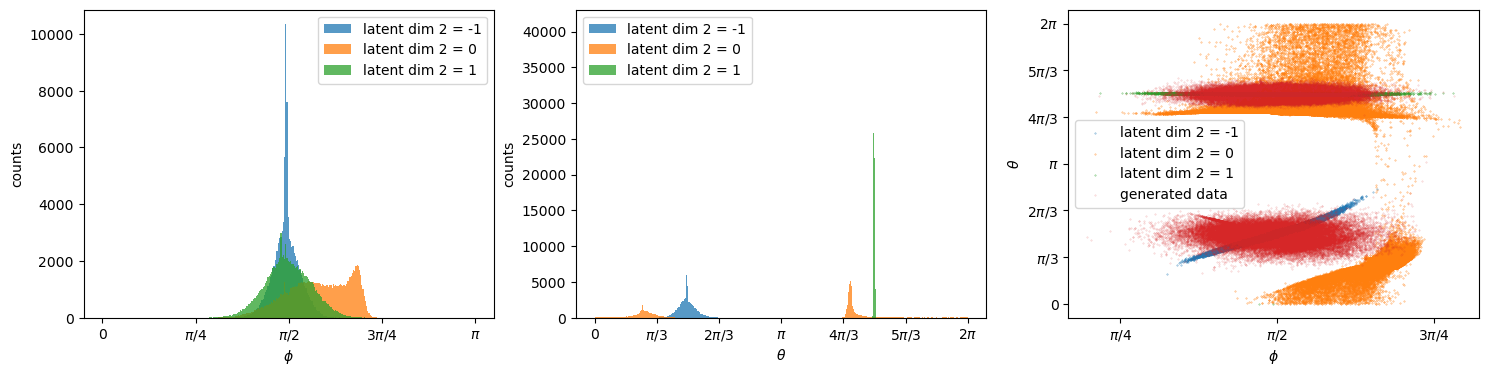 10000
8000
6000
4000
2000
0
counts
latent dim 2 = -1
latent dim 2 = 0
latent dim 2 = 1
0
π/4
π/2
3π/4
π
ϕ
40000
35000
30000
25000
20000
15000
10000
5000
0
counts
latent dim 2 = -1
latent dim 2 = 0
latent dim 2 = 1
0
π/3
2π/3
π
4π/3
5π/3
2π
θ
2π
5π/3
4π/3
π
2π/3
π/3
0
θ
latent dim 2 = -1
latent dim 2 = 0
latent dim 2 = 1
generated data
π/4
π/2
3π/4
ϕ